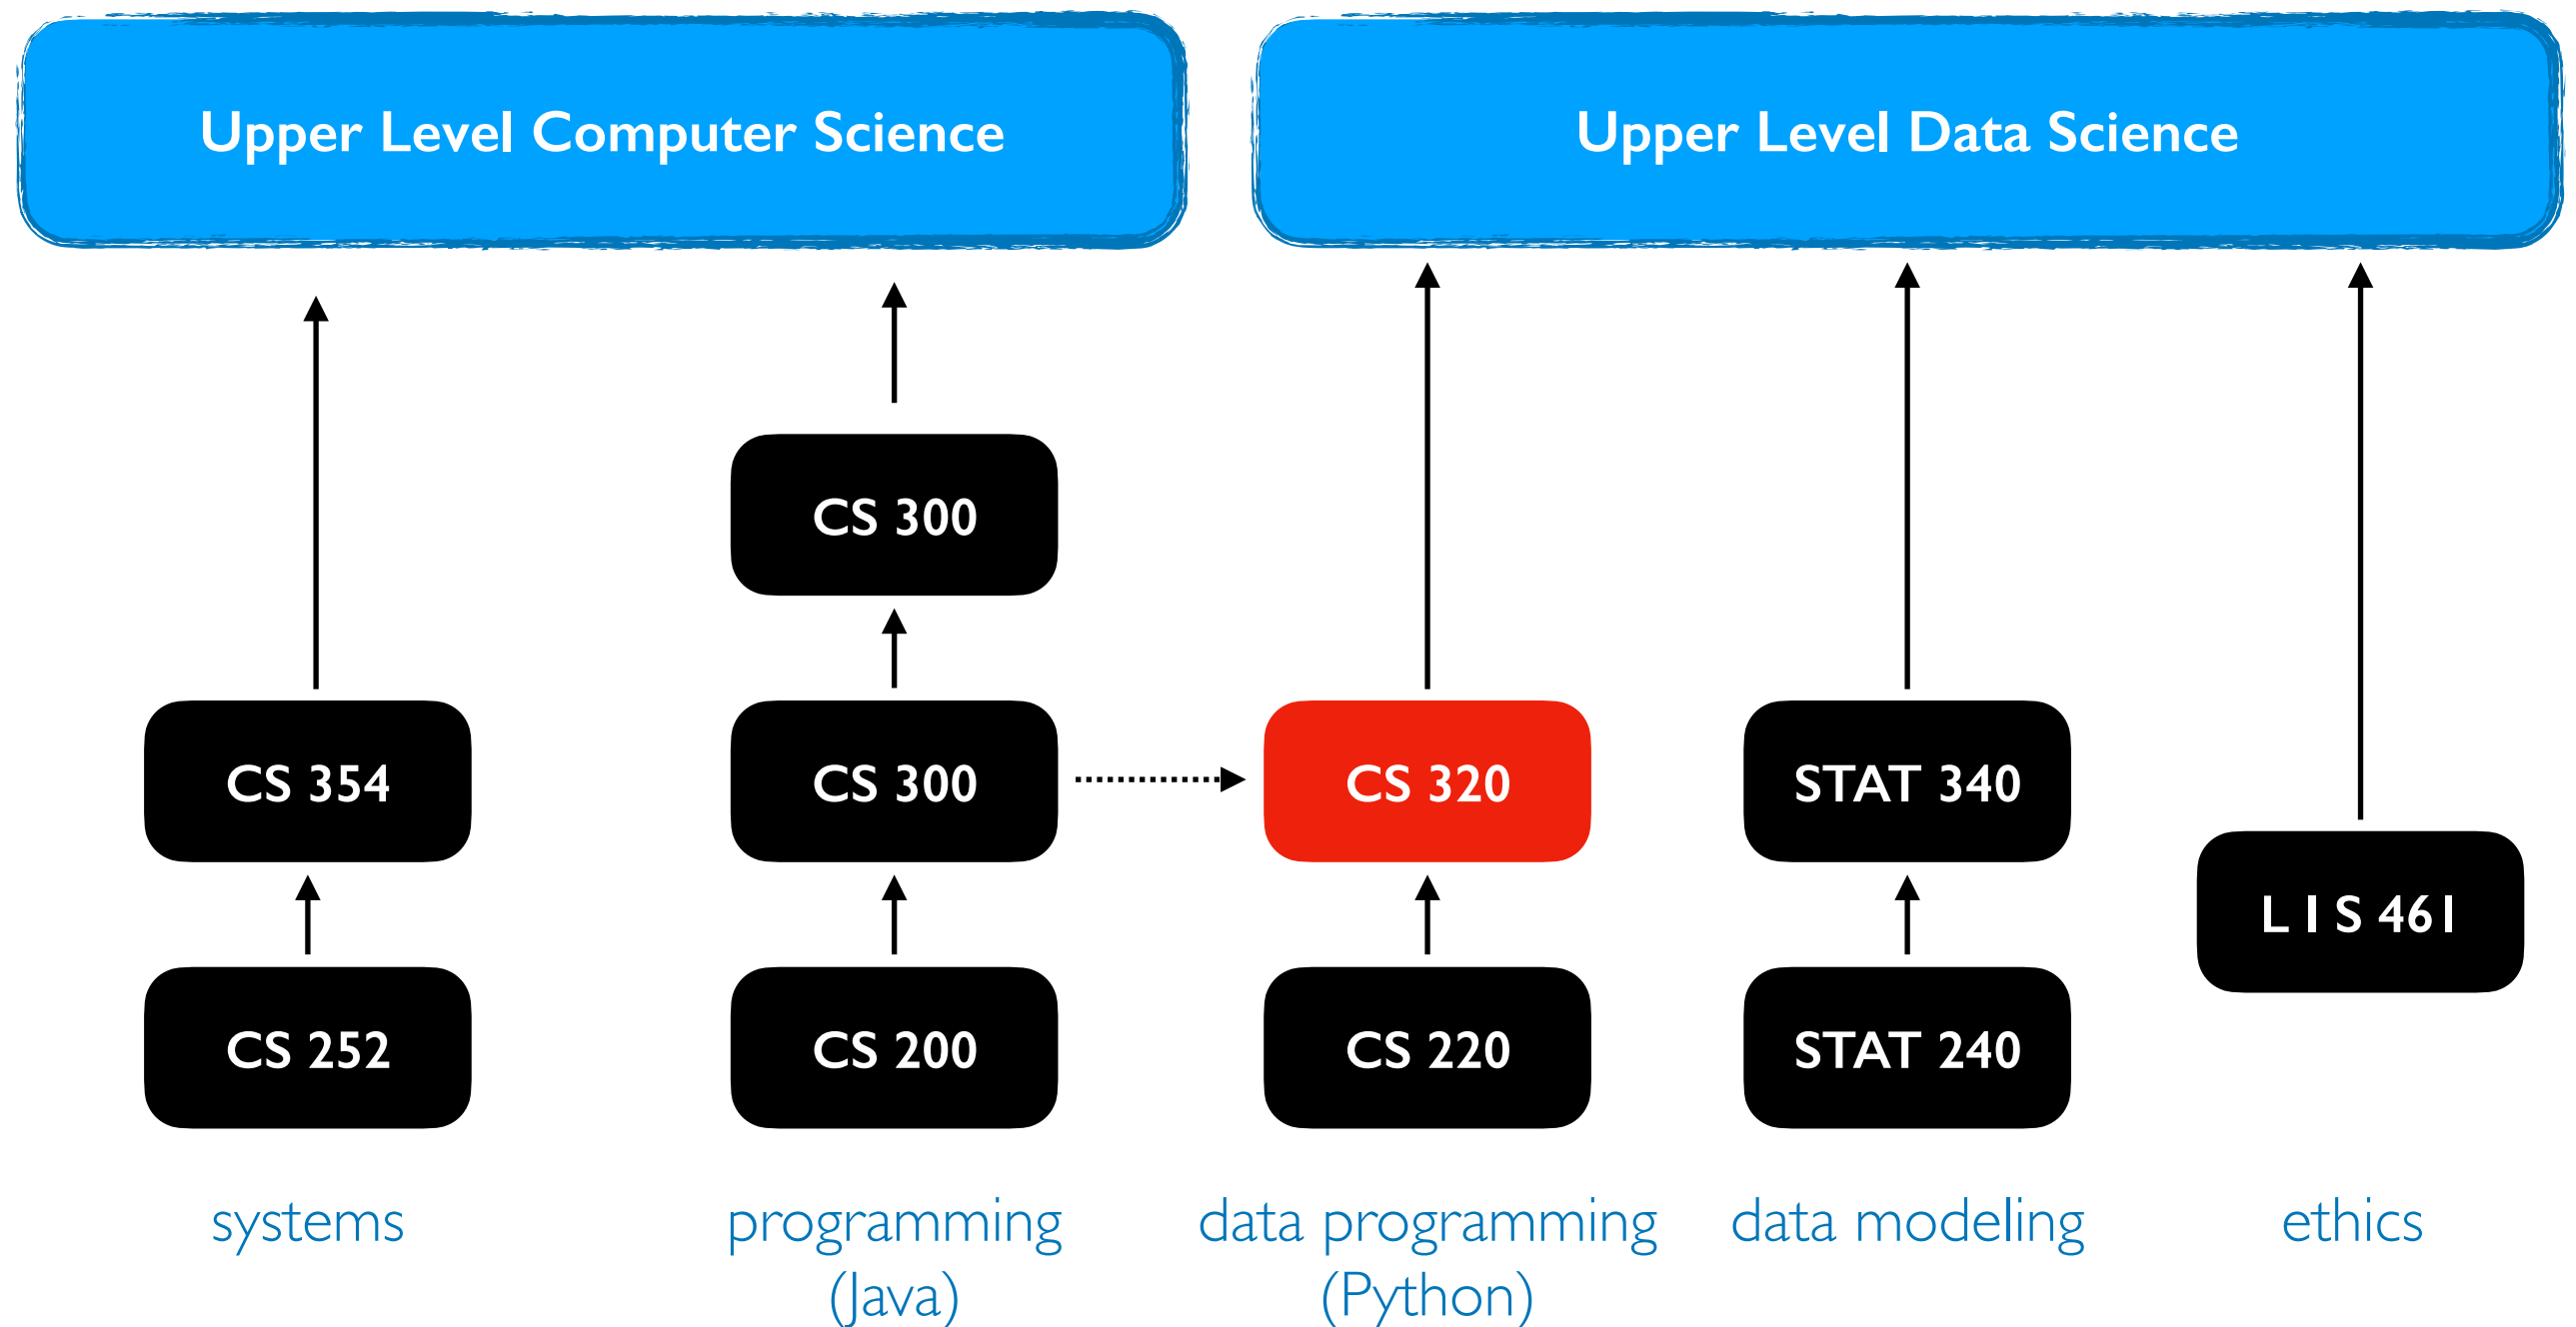 Upper Level Computer Science
Upper Level Data Science
CS 300
CS 354
CS 300
CS 320
STAT 340
L I S 461
CS 252
CS 200
CS 220
STAT 240
systems
programming
(Java)
data programming
(Python)
data modeling
ethics